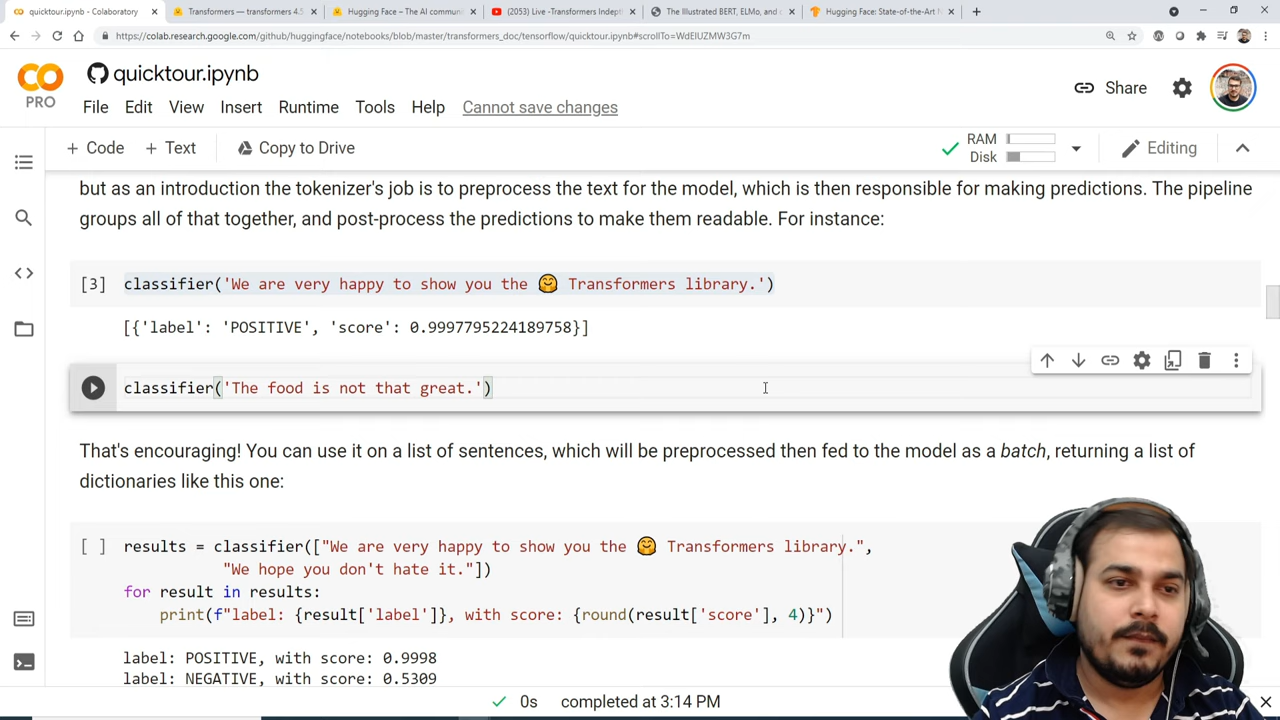 quicktour.ipynb - Colaboratory
Transformers — transformers 4.5
Hugging Face – The AI communi
(2053) Live -Transformers Indept
The Illustrated BERT, ELMo, and c
Hugging Face: State-of-the-Art N
https://colab.research.google.com/github/huggingface/notebooks/blob/master/transformers_doc/tensorflow/quicktour.ipynb#scrollTo=WdElUZMW3G7m
PRO
quicktour.ipynb
Share
File Edit View Insert Runtime Tools Help Cannot save changes
+ Code + Text Copy to Drive
RAM
Disk
Editing
but as an introduction the tokenizer's job is to preprocess the text for the model, which is then responsible for making predictions. The pipeline
groups all of that together, and post-process the predictions to make them readable. For instance:
[3] classifier('We are very happy to show you the 🤗 Transformers library.')
[{'label': 'POSITIVE', 'score': 0.9997795224189758}]
classifier('The food is not that great.')
That's encouraging! You can use it on a list of sentences, which will be preprocessed then fed to the model as a batch, returning a list of
dictionaries like this one:
[ ] results = classifier(["We are very happy to show you the 🤗 Transformers library.",
"We hope you don't hate it."])
for result in results:
print(f"label: {result['label']}, with score: {round(result['score'], 4)}")
label: POSITIVE, with score: 0.9998
label: NEGATIVE, with score: 0.5309
0s completed at 3:14 PM